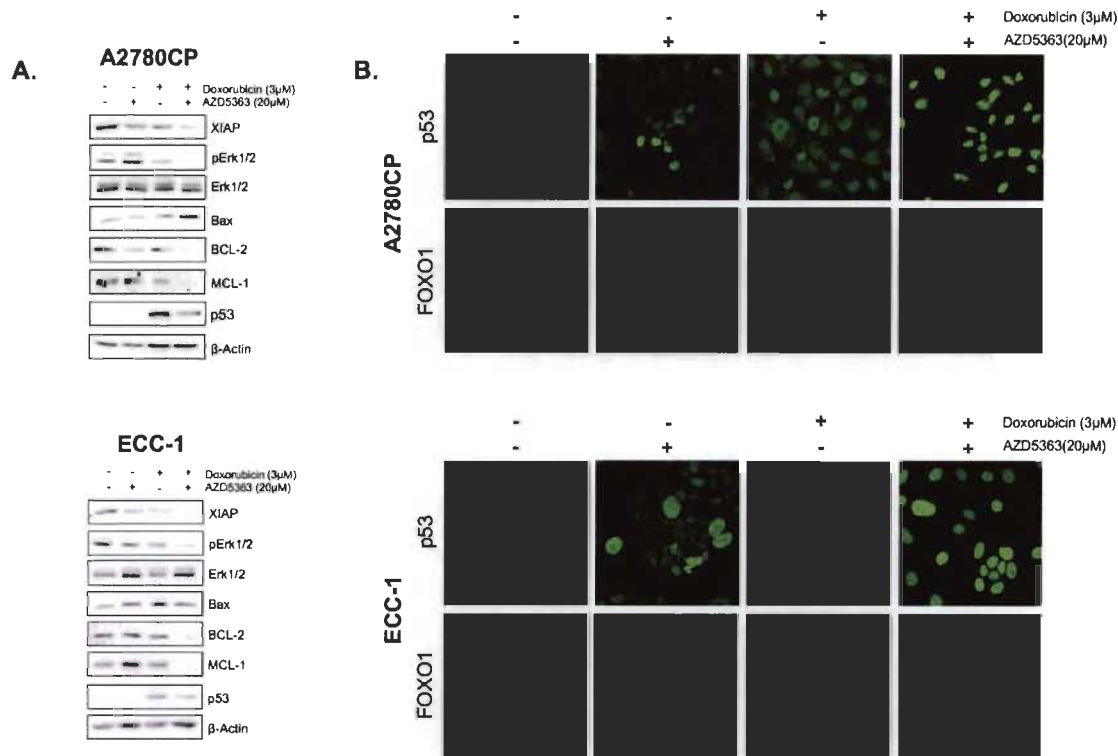 A.
A2780CP
- - + + Doxorubicin (3µM)
- + - + AZD5363 (20µM)
XIAP
pErk1/2
Erk1/2
Bax
BCL-2
MCL-1
p53
β-Actin
ECC-1
- - + + Doxorubicin (3µM)
- + - + AZD5363 (20µM)
XIAP
pErk1/2
Erk1/2
Bax
BCL-2
MCL-1
p53
β-Actin
B.
- - + + Doxorubicin (3µM)
- + - + AZD5363(20µM)
A2780CP
p53
FOXO1
- - + + Doxorubicin (3µM)
- + - + AZD5363(20µM)
ECC-1
p53
FOXO1